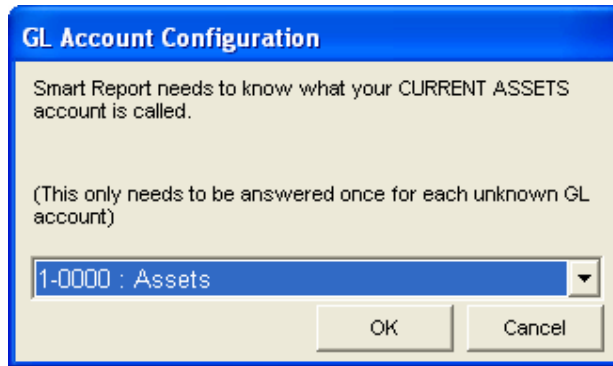 GL Account Configuration
Smart Report needs to know what your CURRENT ASSETS
account is called.
(This only needs to be answered once for each unknown GL
account)
1-0000 : Assets
OK
Cancel